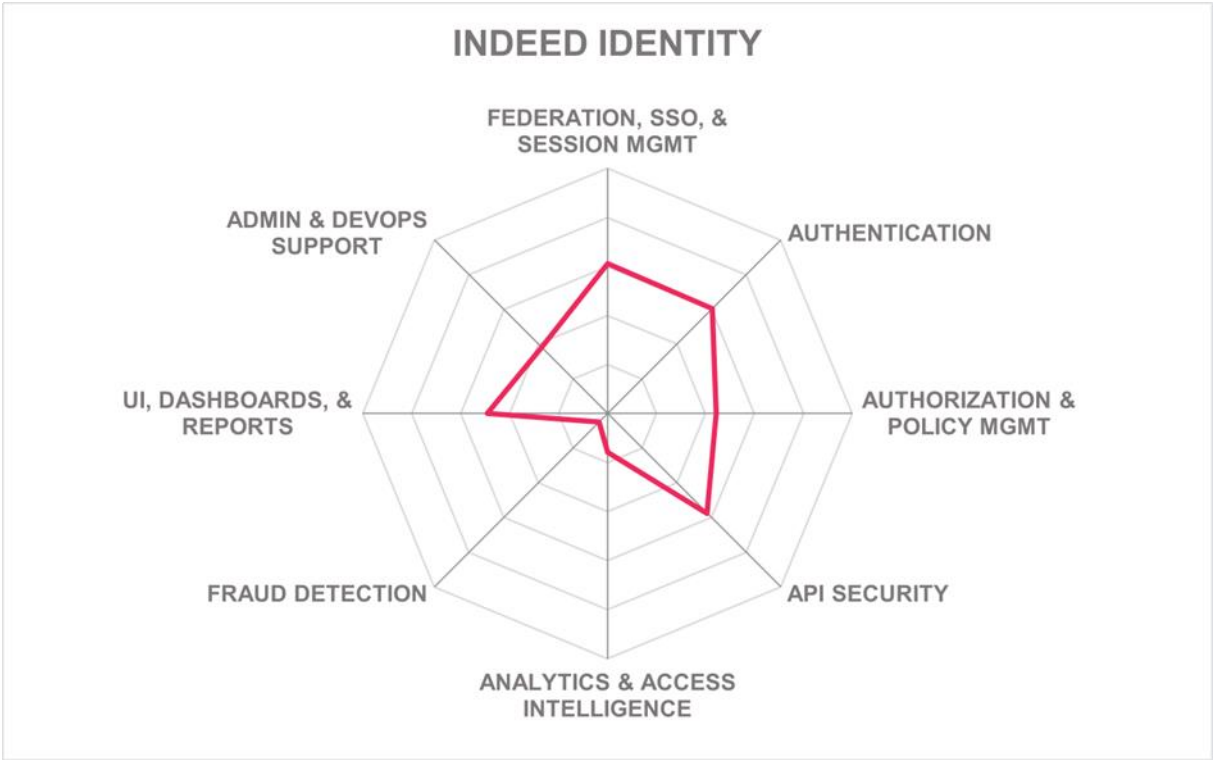 INDEED IDENTITY
FEDERATION, SSO, &
SESSION MGMT
ADMIN & DEVOPS
SUPPORT
AUTHENTICATION
UI, DASHBOARDS, &
REPORTS
AUTHORIZATION &
POLICY MGMT
FRAUD DETECTION
API SECURITY
ANALYTICS & ACCESS
INTELLIGENCE